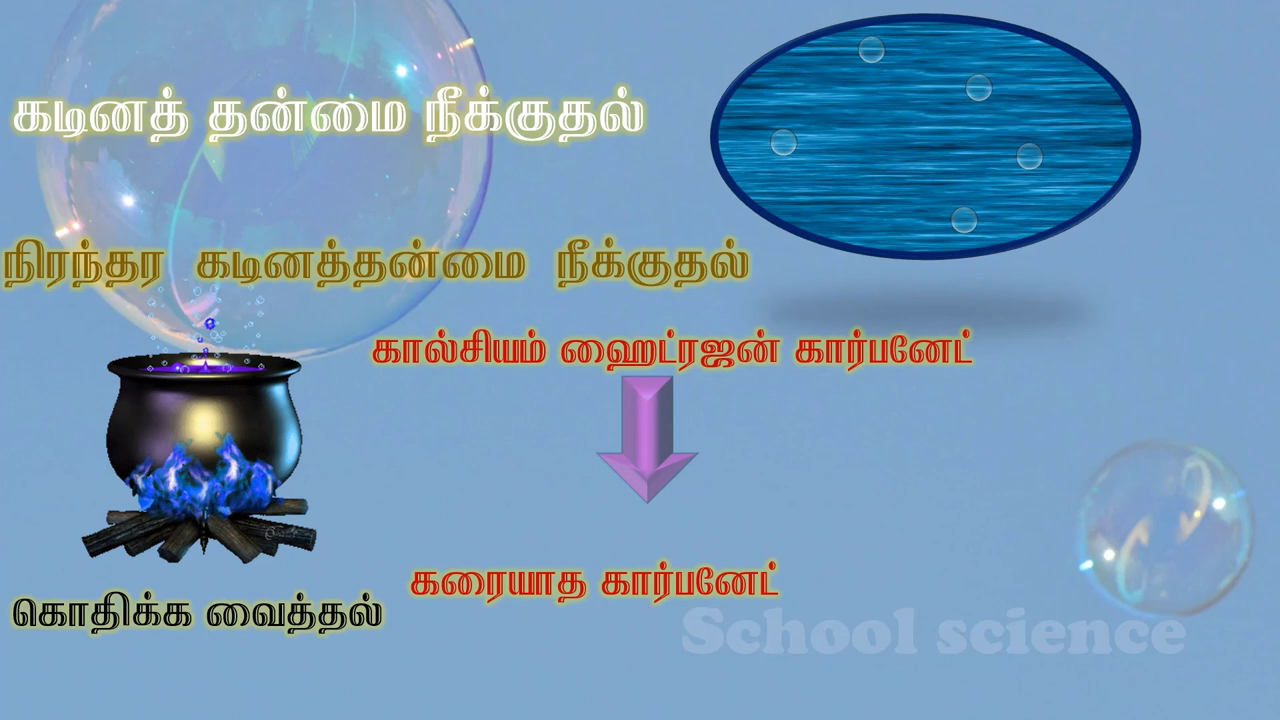 கடினத் தன்மை நீக்குதல்
நிரந்தர கடினத்தன்மை நீக்குதல்
கால்சியம் ஹைட்ரஜன் கார்பனேட்
கரையாத கார்பனேட்
கொதிக்க வைத்தல்
School science